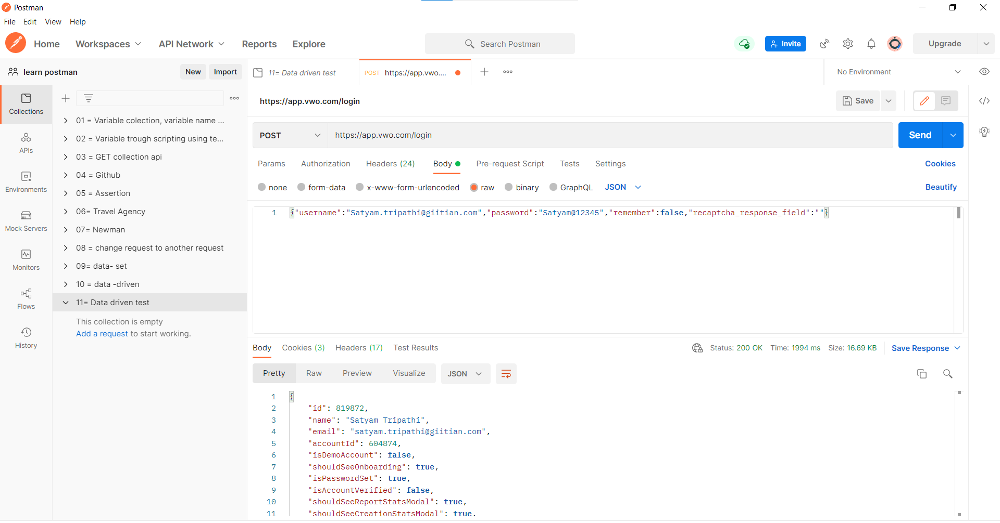 Postman
File Edit View Help
Home Workspaces API Network Reports Explore Search Postman Invite Upgrade
learn postman New Import 11= Data driven test POST https://app.vwo.... No Environment
Collections
APIs
Environments
Mock Servers
Monitors
Flows
History
01 = Variable colection, variable name ...
02 = Variable trough scripting using te...
03 = GET collection api
04 = Github
05 = Assertion
06= Travel Agency
07= Newman
08 = change request to another request
09= data- set
10 = data -driven
11= Data driven test
This collection is empty
Add a request to start working.
https://app.vwo.com/login Save
POST https://app.vwo.com/login Send
Params Authorization Headers (24) Body Pre-request Script Tests Settings Cookies
none form-data x-www-form-urlencoded raw binary GraphQL JSON Beautify
1 {"username":"Satyam.tripathi@giitian.com","password":"Satyam@12345","remember":false,"recaptcha_response_field":""}
Body Cookies (3) Headers (17) Test Results Status: 200 OK Time: 1994 ms Size: 16.69 KB Save Response
Pretty Raw Preview Visualize JSON
1 {
2 "id": 819872,
3 "name": "Satyam Tripathi",
4 "email": "satyam.tripathi@giitian.com",
5 "accountId": 604874,
6 "isDemoAccount": false,
7 "shouldSeeOnboarding": true,
8 "isPasswordSet": true,
9 "isAccountVerified": false,
10 "shouldSeeReportStatsModal": true,
11 "shouldSeeCreationStatsModal": true,